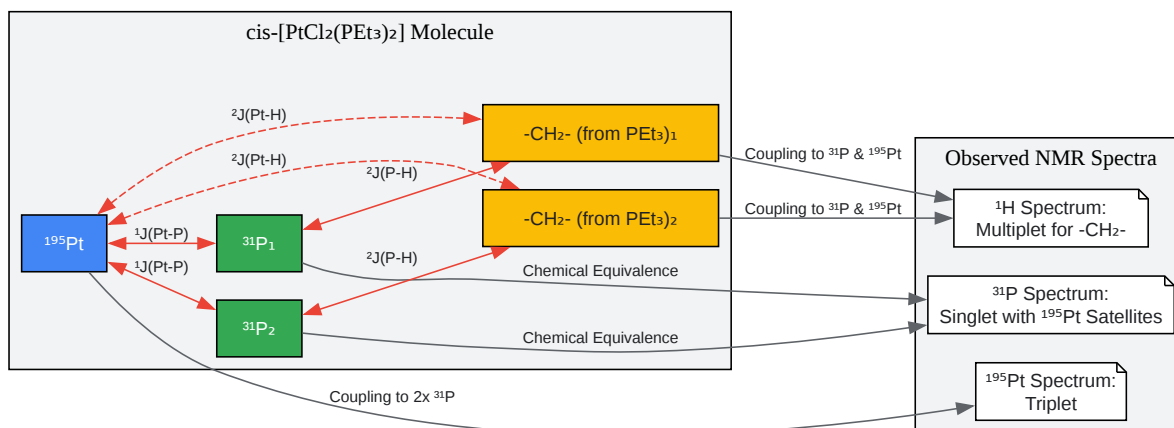 cis-[PtCl₂(PEt₃)₂] Molecule
²J(Pt-H)
-CH₂- (from PEt₃)₁
Coupling to ³¹P & ¹⁹⁵Pt
Observed NMR Spectra
²J(Pt-H)
²J(P-H)
-CH₂- (from PEt₃)₂
Coupling to ³¹P & ¹⁹⁵Pt
¹H Spectrum:
Multiplet for -CH₂-
¹⁹⁵Pt
¹J(Pt-P)
³¹P₁
¹J(Pt-P)
²J(P-H)
Chemical Equivalence
³¹P Spectrum:
Singlet with ¹⁹⁵Pt Satellites
³¹P₂
Chemical Equivalence
Coupling to 2x ³¹P
¹⁹⁵Pt Spectrum:
Triplet